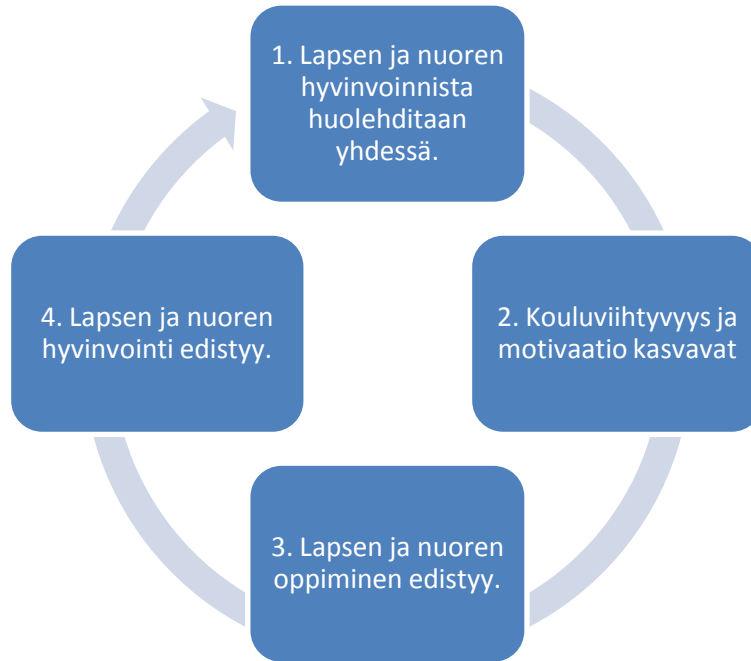 1. Lapsen ja nuoren
hyvinvoinnista
huolehditaan
yhdessä.
2. Kouluviihtyvyys ja
motivaatio kasvavat
3. Lapsen ja nuoren
oppiminen edistyy.
4. Lapsen ja nuoren
hyvinvointi edistyy.